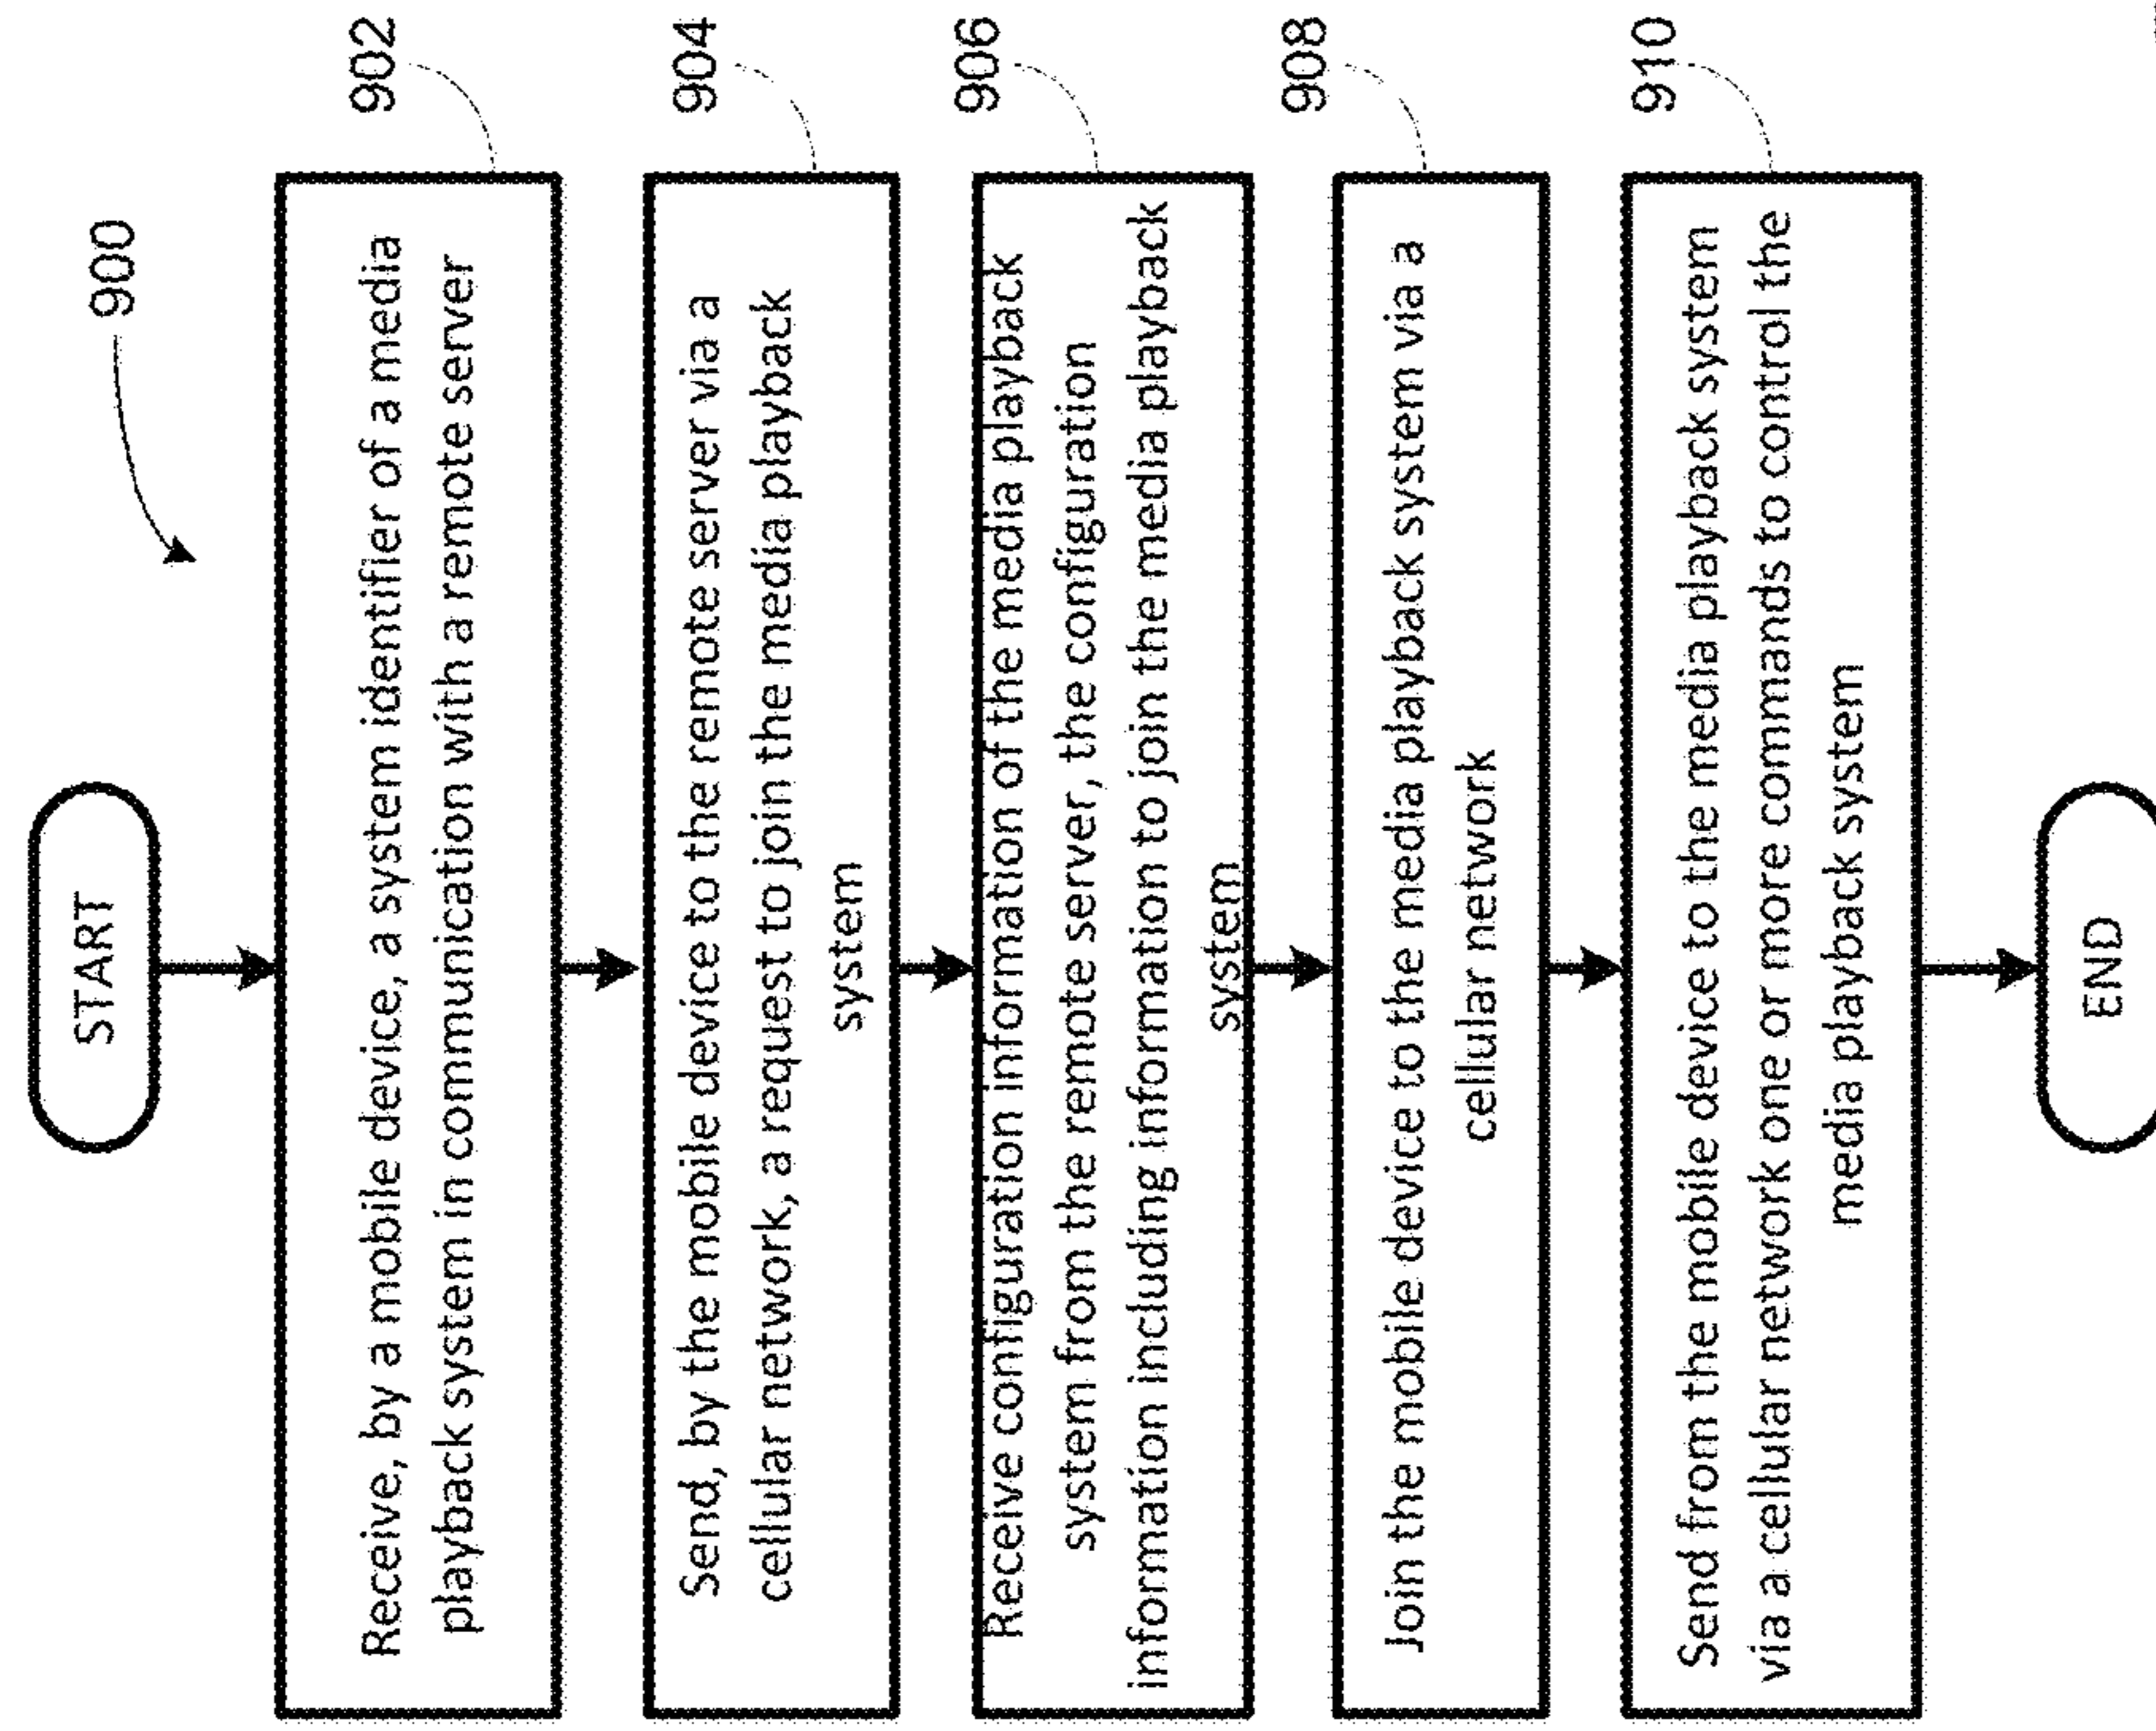 900
START
902
Receive, by a mobile device, a system identifier of a media
playback system in communication with a remote server
904
Send, by the mobile device to the remote server via a
cellular network, a request to join the media playback
system
906
Receive configuration information of the media playback
system from the remote server, the configuration
information including information to join the media playback
system
908
Join the mobile device to the media playback system via a
cellular network
910
Send from the mobile device to the media playback system
via a cellular network one or more commands to control the
media playback system
END